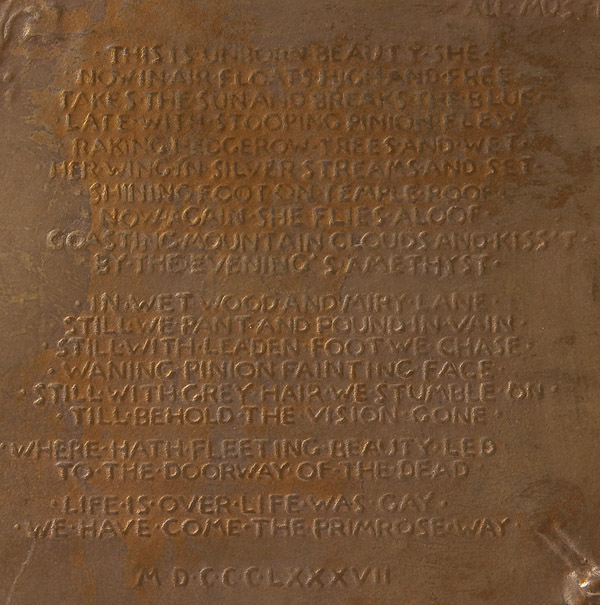 ·THIS·IS·UNBORN·BEAUTY·SHE·
NOW·IN·AIR·FLOATS·HIGH·AND·FREE
TAKES·THE·SUN·AND·BREAKS·THE·BLUE·
LATE·WITH·STOOPING·PINION·FLEW·
RAKING·HEDGEROW·TREES·AND·WET·
HER·WING·IN·SILVER·STREAMS·AND·SET·
·SHINING·FOOT·ON·TEMPLE·ROOF·
NOW·AGAIN·SHE·FLIES·ALOOF·
COASTING·MOUNTAIN·CLOUDS·AND·KISS'T·
·BY·THE·EVENING'S·AMETHYST·
·IN·WET·WOOD·AND·MIRY·LANE·
·STILL·WE·PANT·AND·POUND·IN·VAIN·
·STILL·WITH·LEADEN·FOOT·WE·CHASE·
·WANING·PINION·FAINTING·FACE·
·STILL·WITH·GREY·HAIR·WE·STUMBLE·ON·
·TILL·BEHOLD·THE·VISION·GONE·
·WHERE·HATH·FLEETING·BEAUTY·LED
TO·THE·DOORWAY·OF·THE·DEAD
·LIFE·IS·OVER·LIFE·WAS·GAY·
·WE·HAVE·COME·THE·PRIMROSE·WAY·
M D·CCCLXXXVII